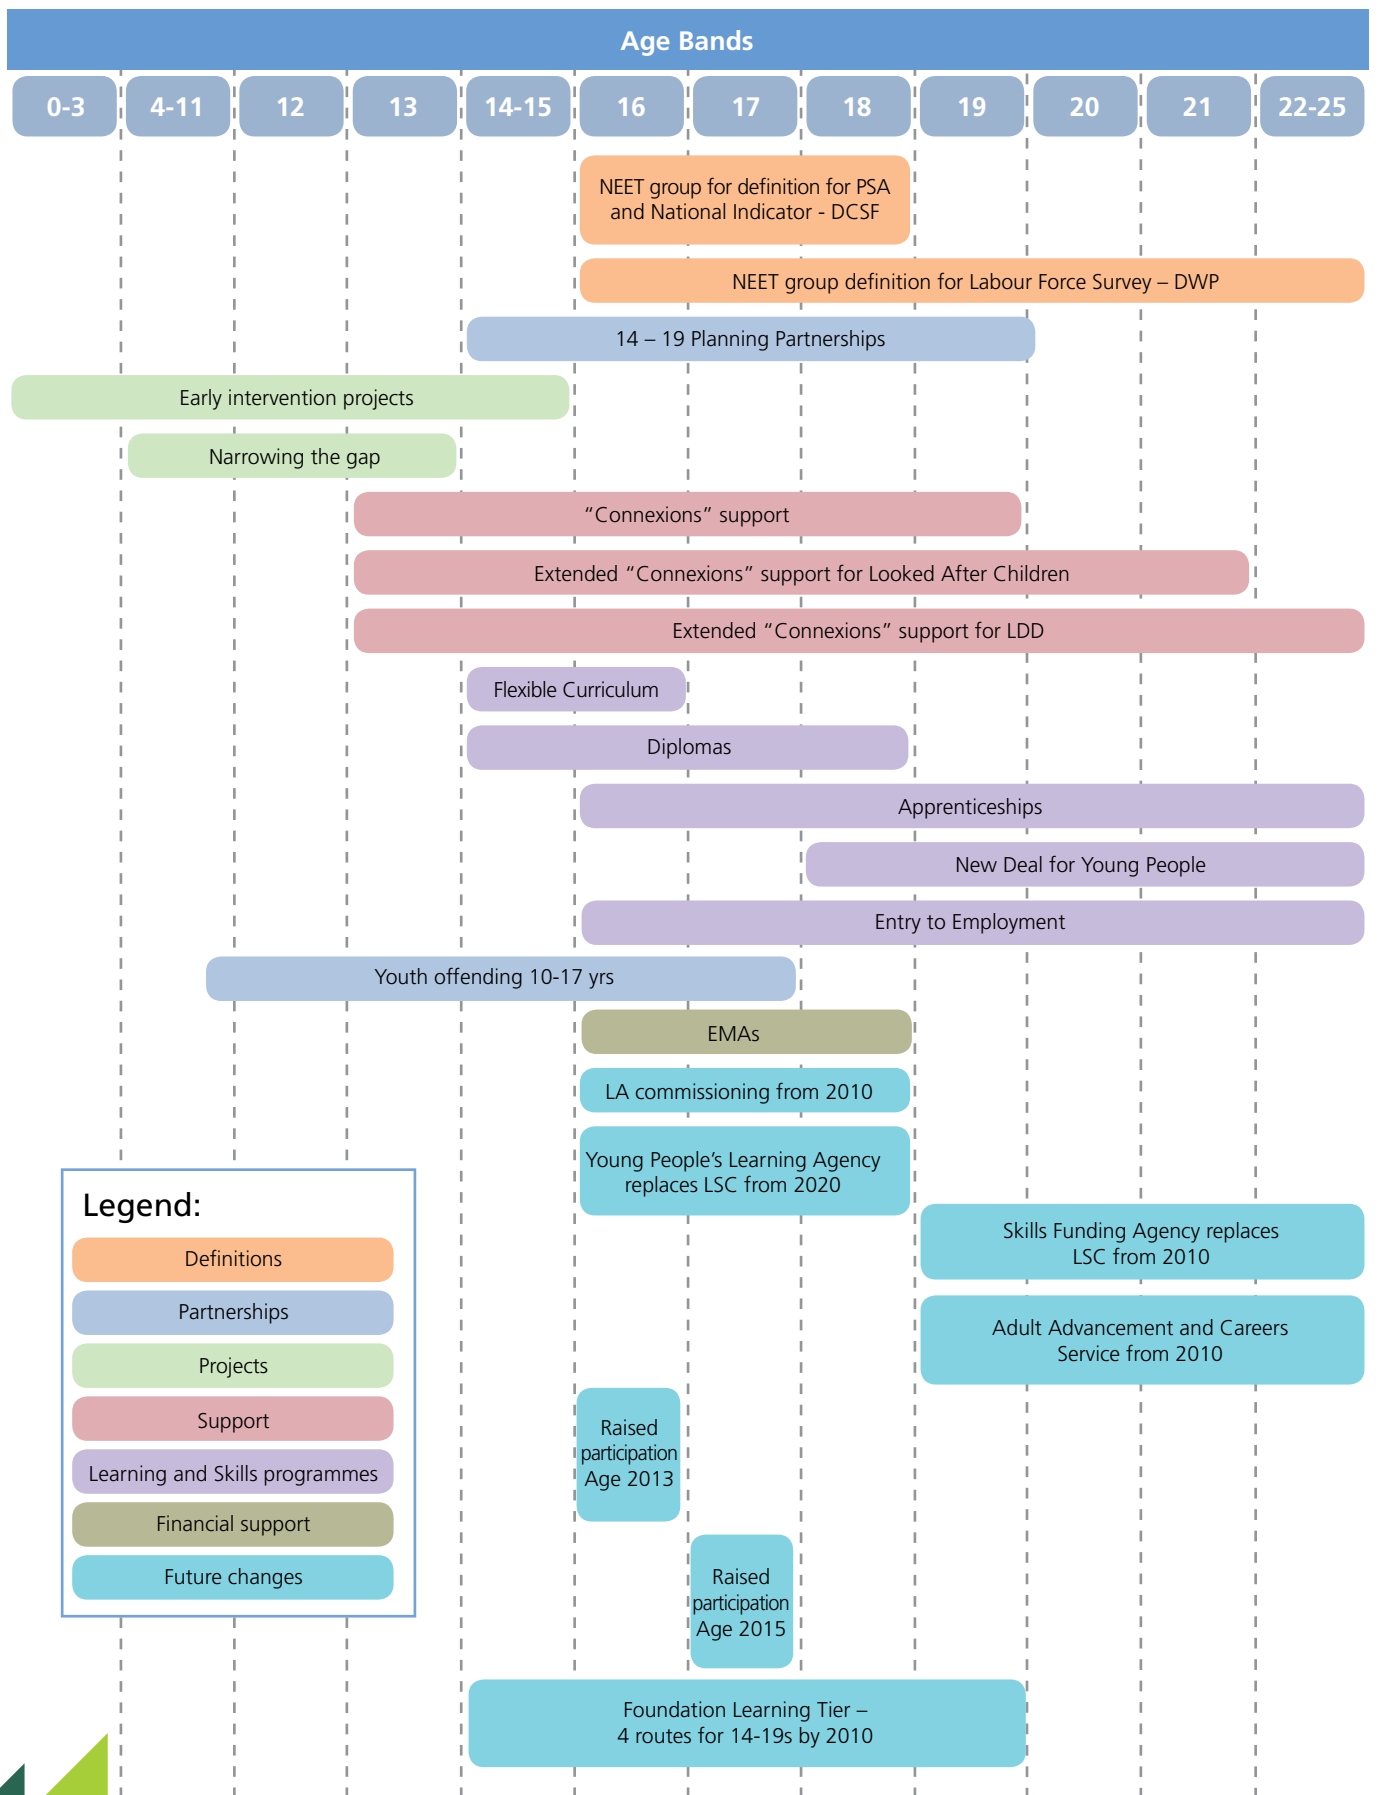 Age Bands
0-3 4-11 12 13 14-15 16 17 18 19 20 21 22-25
NEET group for definition for PSA
and National Indicator - DCSF
NEET group definition for Labour Force Survey – DWP
14 – 19 Planning Partnerships
Early intervention projects
Narrowing the gap
“Connexions” support
Extended “Connexions” support for Looked After Children
Extended “Connexions” support for LDD
Flexible Curriculum
Diplomas
Apprenticeships
New Deal for Young People
Entry to Employment
Youth offending 10-17 yrs
EMAs
LA commissioning from 2010
Young People’s Learning Agency
replaces LSC from 2020
Skills Funding Agency replaces
LSC from 2010
Adult Advancement and Careers
Service from 2010
Raised
participation
Age 2013
Raised
participation
Age 2015
Foundation Learning Tier –
4 routes for 14-19s by 2010
Legend:
Definitions
Partnerships
Projects
Support
Learning and Skills programmes
Financial support
Future changes